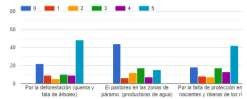 0 1 2 3 4 5
80
60
40
20
0
Por la deforestación (quema y
tala de árboles)
El pastoreo en las zonas de
páramo. (productoras de agua)
Por la falta de protección en
nacientes y riberas de los r